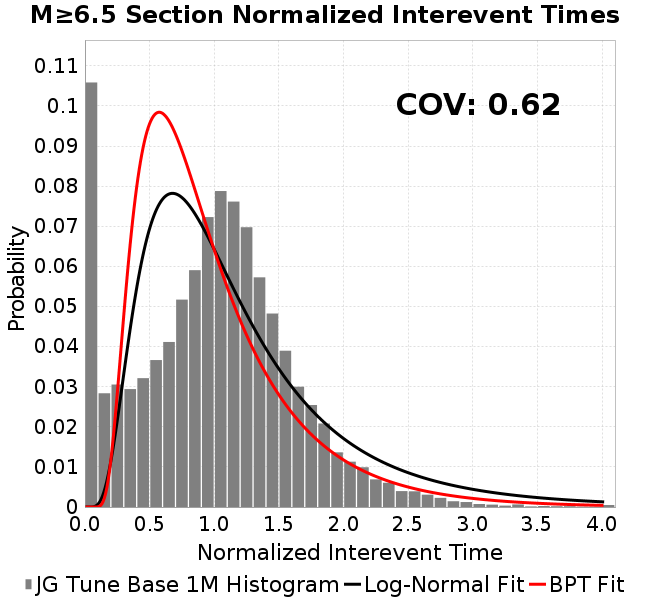 M≥6.5 Section Normalized Interevent Times
COV: 0.62
Probability
0.11
0.1
0.09
0.08
0.07
0.06
0.05
0.04
0.03
0.02
0.01
0
0.0 0.5 1.0 1.5 2.0 2.5 3.0 3.5 4.0
Normalized Interevent Time
JG Tune Base 1M Histogram Log-Normal Fit BPT Fit